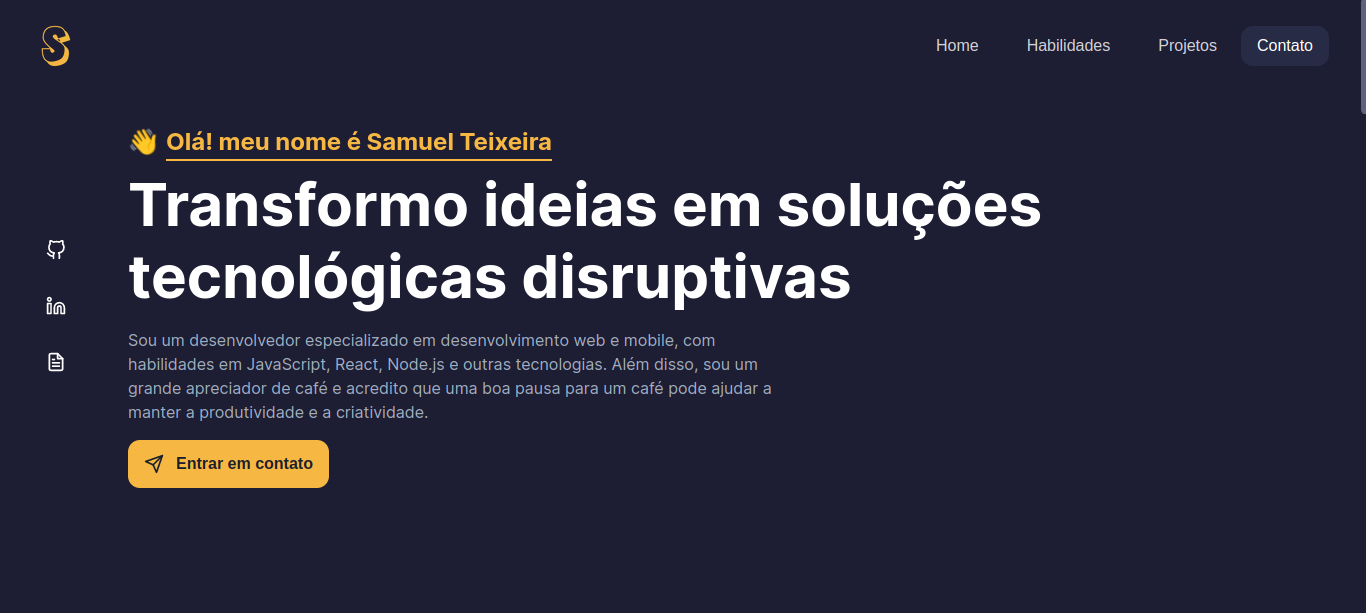 S
Home Habilidades Projetos Contato
👋 Olá! meu nome é Samuel Teixeira
Transformo ideias em soluções
tecnológicas disruptivas
Sou um desenvolvedor especializado em desenvolvimento web e mobile, com
habilidades em JavaScript, React, Node.js e outras tecnologias. Além disso, sou um
grande apreciador de café e acredito que uma boa pausa para um café pode ajudar a
manter a produtividade e a criatividade.
Entrar em contato